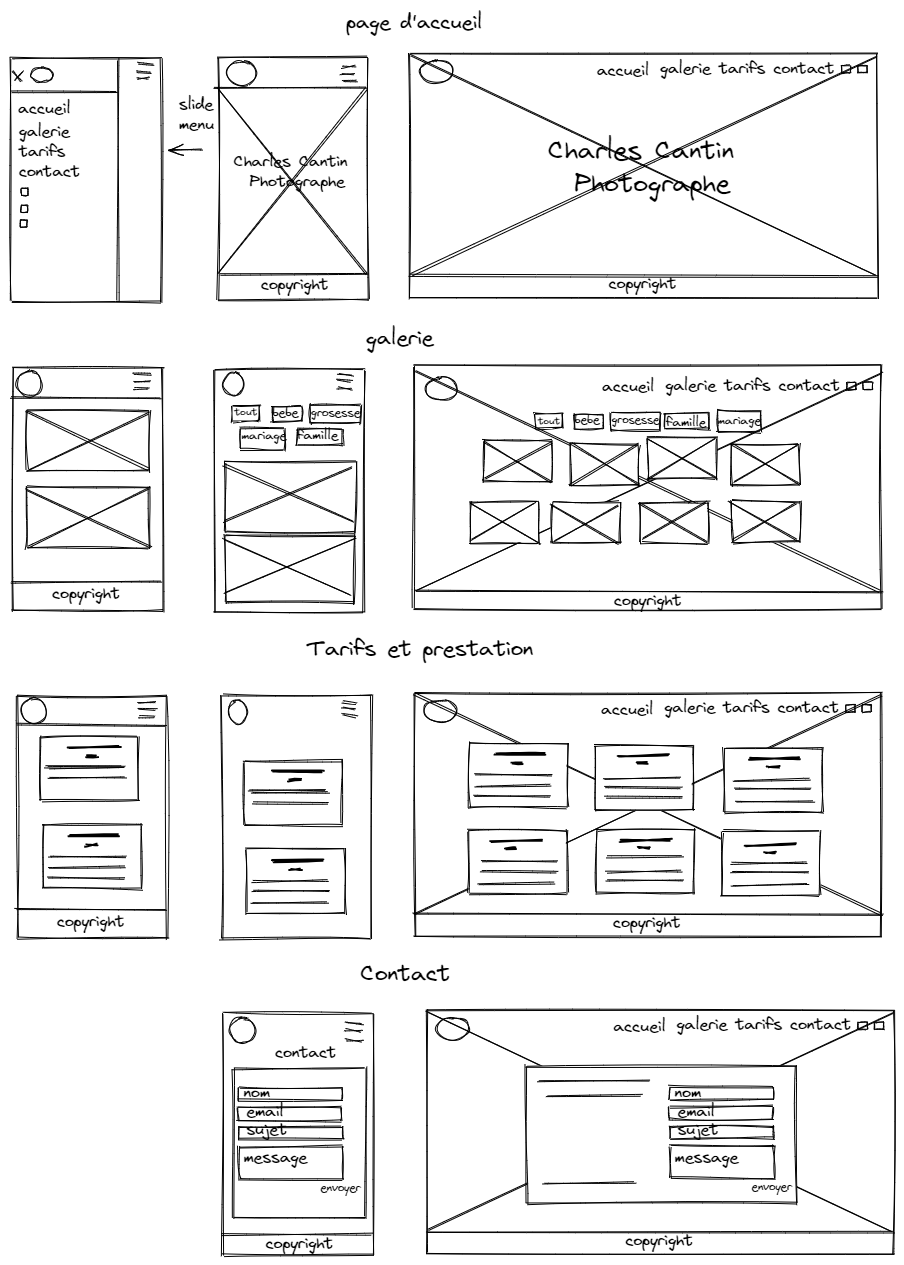 page d'accueil
accueil
galerie
tarifs
contact
slide
menu
Charles Cantin
Photographe
copyright
accueil galerie tarifs contact
Charles Cantin
Photographe
copyright
galerie
copyright
tout bebe grosesse
mariage famille
accueil galerie tarifs contact
tout bebe grosesse famille mariage
copyright
Tarifs et prestation
copyright
accueil galerie tarifs contact
copyright
Contact
contact
nom
email
sujet
message
envoyer
copyright
accueil galerie tarifs contact
nom
email
sujet
message
envoyer
copyright